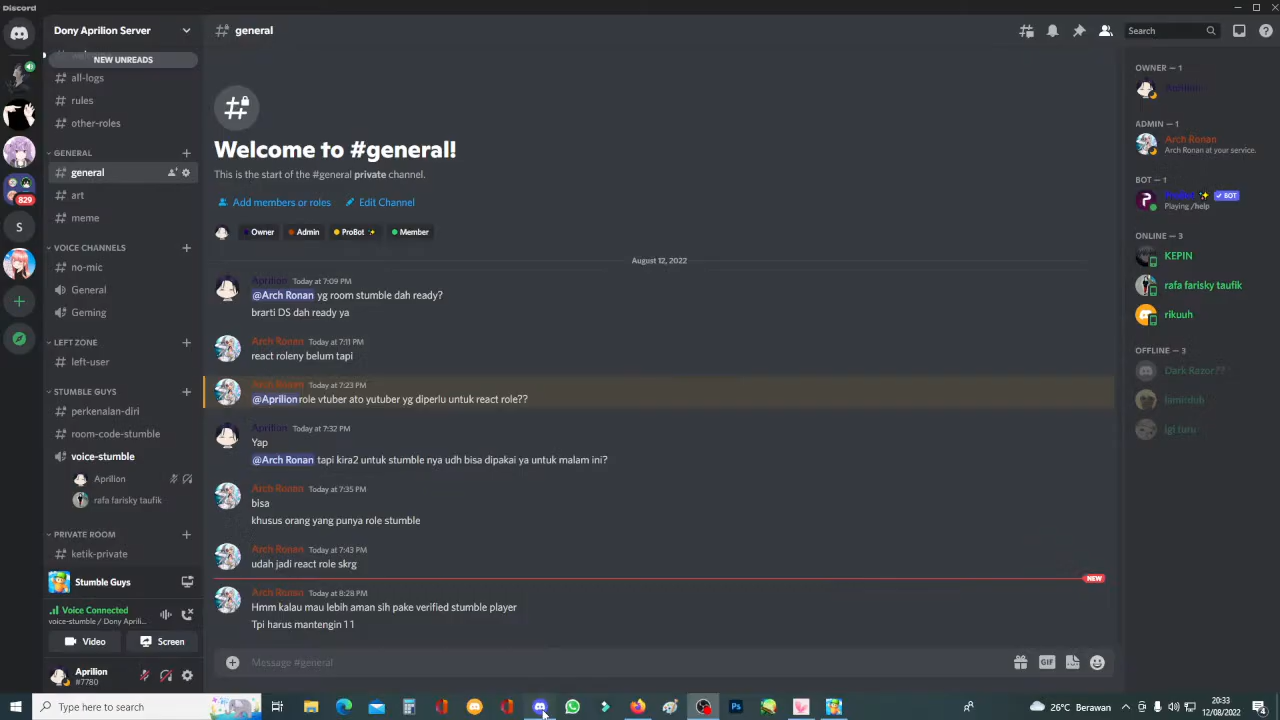 Discord
Dony Aprilion Server
general
Search
NEW UNREADS
all-logs
rules
other-roles
GENERAL
general
art
meme
VOICE CHANNELS
no-mic
General
Geming
LEFT ZONE
left-user
STUMBLE GUYS
perkenalan-diri
room-code-stumble
voice-stumble
Aprilion
rafa farisky taufik
PRIVATE ROOM
ketik-private
Stumble Guys
Voice Connected
voice-stumble / Dony Aprili...
Video
Screen
Aprilion
#7780
829
S
Welcome to #general!
This is the start of the #general private channel.
Add members or roles
Edit Channel
Owner
Admin
ProBot
Member
August 12, 2022
Aprilion Today at 7:09 PM
@Arch Ronan yg room stumble dah ready?
brarti DS dah ready ya
Arch Ronan Today at 7:11 PM
react roleny belum tapi
Arch Ronan Today at 7:23 PM
@Aprilion role vtuber ato yutuber yg diperlu untuk react role??
Aprilion Today at 7:32 PM
Yap
@Arch Ronan tapi kira2 untuk stumble nya udh bisa dipakai ya untuk malam ini?
Arch Ronan Today at 7:35 PM
bisa
khusus orang yang punya role stumble
Arch Ronan Today at 7:43 PM
udah jadi react role skrg
NEW
Arch Ronan Today at 8:28 PM
Hmm kalau mau lebih aman sih pake verified stumble player
Tpi harus mantengin 1 1
Message #general
GIF
OWNER — 1
Aprilion
ADMIN — 1
Arch Ronan
Arch Ronan at your service.
BOT — 1
ProBot ✨ ✓ BOT
Playing /help
ONLINE — 3
KEPIN
rafa farisky taufik
rikuuh
OFFLINE — 3
Dark Razor??
Type here to search
Ps
26°C Berawan
20:33
12/08/2022